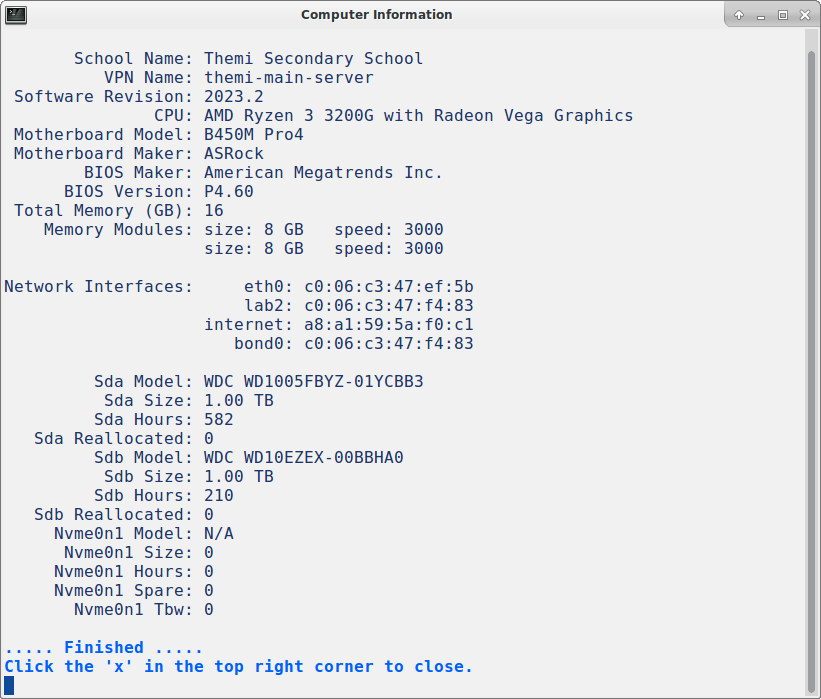 Computer Information
School Name: Themi Secondary School
VPN Name: themi-main-server
Software Revision: 2023.2
CPU: AMD Ryzen 3 3200G with Radeon Vega Graphics
Motherboard Model: B450M Pro4
Motherboard Maker: ASRock
BIOS Maker: American Megatrends Inc.
BIOS Version: P4.60
Total Memory (GB): 16
Memory Modules: size: 8 GB speed: 3000
size: 8 GB speed: 3000
Network Interfaces: eth0: c0:06:c3:47:ef:5b
lab2: c0:06:c3:47:f4:83
internet: a8:a1:59:5a:f0:c1
bond0: c0:06:c3:47:f4:83
Sda Model: WDC WD1005FBYZ-01YCBB3
Sda Size: 1.00 TB
Sda Hours: 582
Sda Reallocated: 0
Sdb Model: WDC WD10EZEX-00BBHA0
Sdb Size: 1.00 TB
Sdb Hours: 210
Sdb Reallocated: 0
Nvme0n1 Model: N/A
Nvme0n1 Size: 0
Nvme0n1 Hours: 0
Nvme0n1 Spare: 0
Nvme0n1 Tbw: 0
..... Finished .....
Click the 'x' in the top right corner to close.